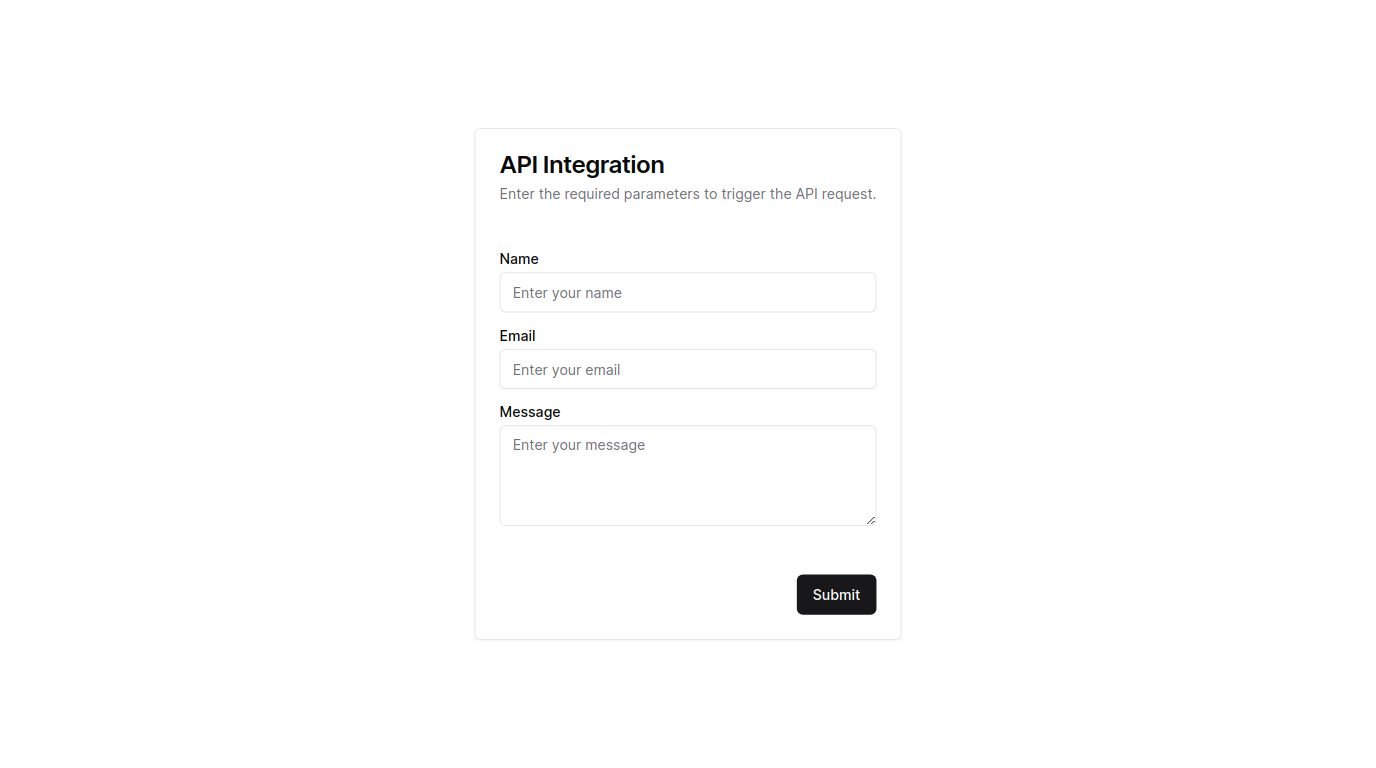 API Integration
Enter the required parameters to trigger the API request.
Name
Enter your name
Email
Enter your email
Message
Enter your message
Submit